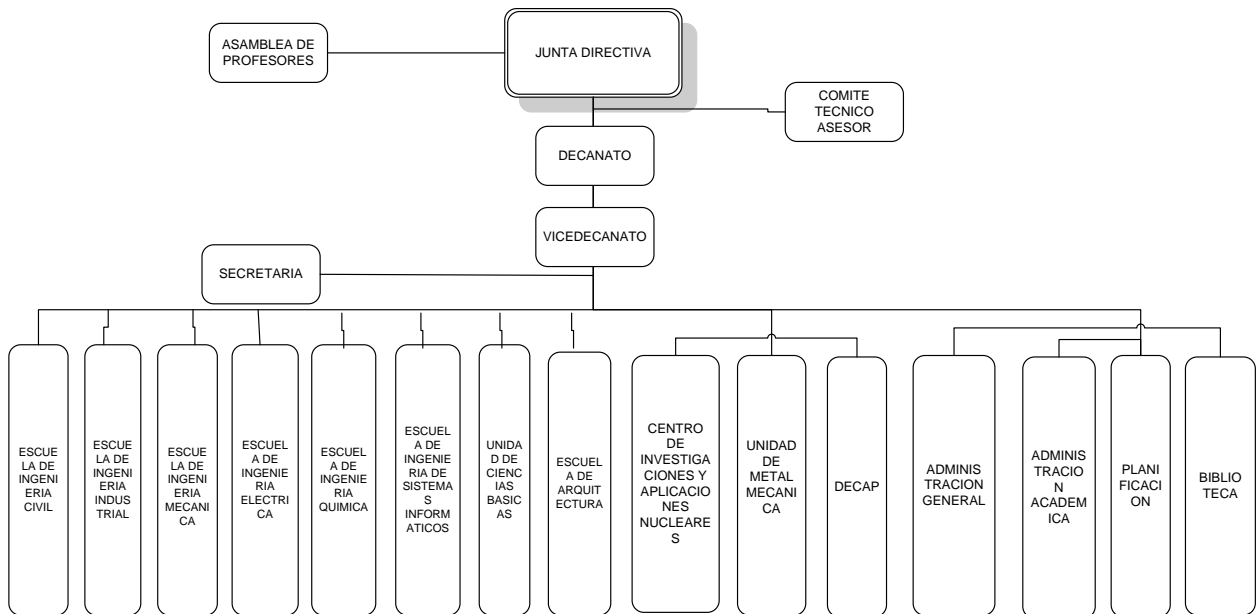 ASAMBLEA DE
PROFESORES
JUNTA DIRECTIVA
COMITE
TECNICO
ASESOR
DECANATO
VICEDECANATO
SECRETARIA
ESCUE
LA DE
INGENI
ERIA
CIVIL
ESCUE
LA DE
INGENI
ERIA
INDUS
TRIAL
ESCUE
LA DE
INGENI
ERIA
MECANI
CA
ESCUEL
A DE
INGENIE
RIA
ELECTRI
CA
ESCUEL
A DE
INGENIE
RIA
QUIMICA
ESCUEL
A DE
INGENIE
RIA DE
SISTEMA
S
INFORM
ATICOS
UNIDA
D DE
CIENC
IAS
BASIC
AS
ESCUE
LA DE
ARQUIT
ECTURA
CENTRO
DE
INVESTIGA
CIONES Y
APLICACIO
NES
NUCLEARE
S
UNIDAD
DE
METAL
MECANI
CA
DECAP
ADMINIS
TRACION
GENERAL
ADMINIS
TRACIO
N
ACADEM
ICA
PLANI
FICACI
ON
BIBLIO
TECA